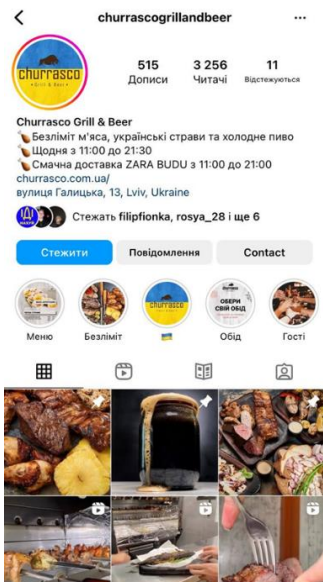 churrascogrillandbeer
churrasco
Grill & Beer
515
3 256
11
Дописи
Читачі
Відстежуються
Churrasco Grill & Beer
Безліміт м'яса, українські страви та холодне пиво
Щодня з 11:00 до 21:30
Смачна доставка ZARA BUDU з 11:00 до 21:00
churrasco.com.ua/
вулиця Галицька, 13, Lviv, Ukraine
Стежать filipfionka, rosya_28 і ще 6
Стежити
Повідомлення
Contact
churrasco
ОБЕРИ
СВІЙ ОБІД
Меню
Безліміт
Обід
Гості